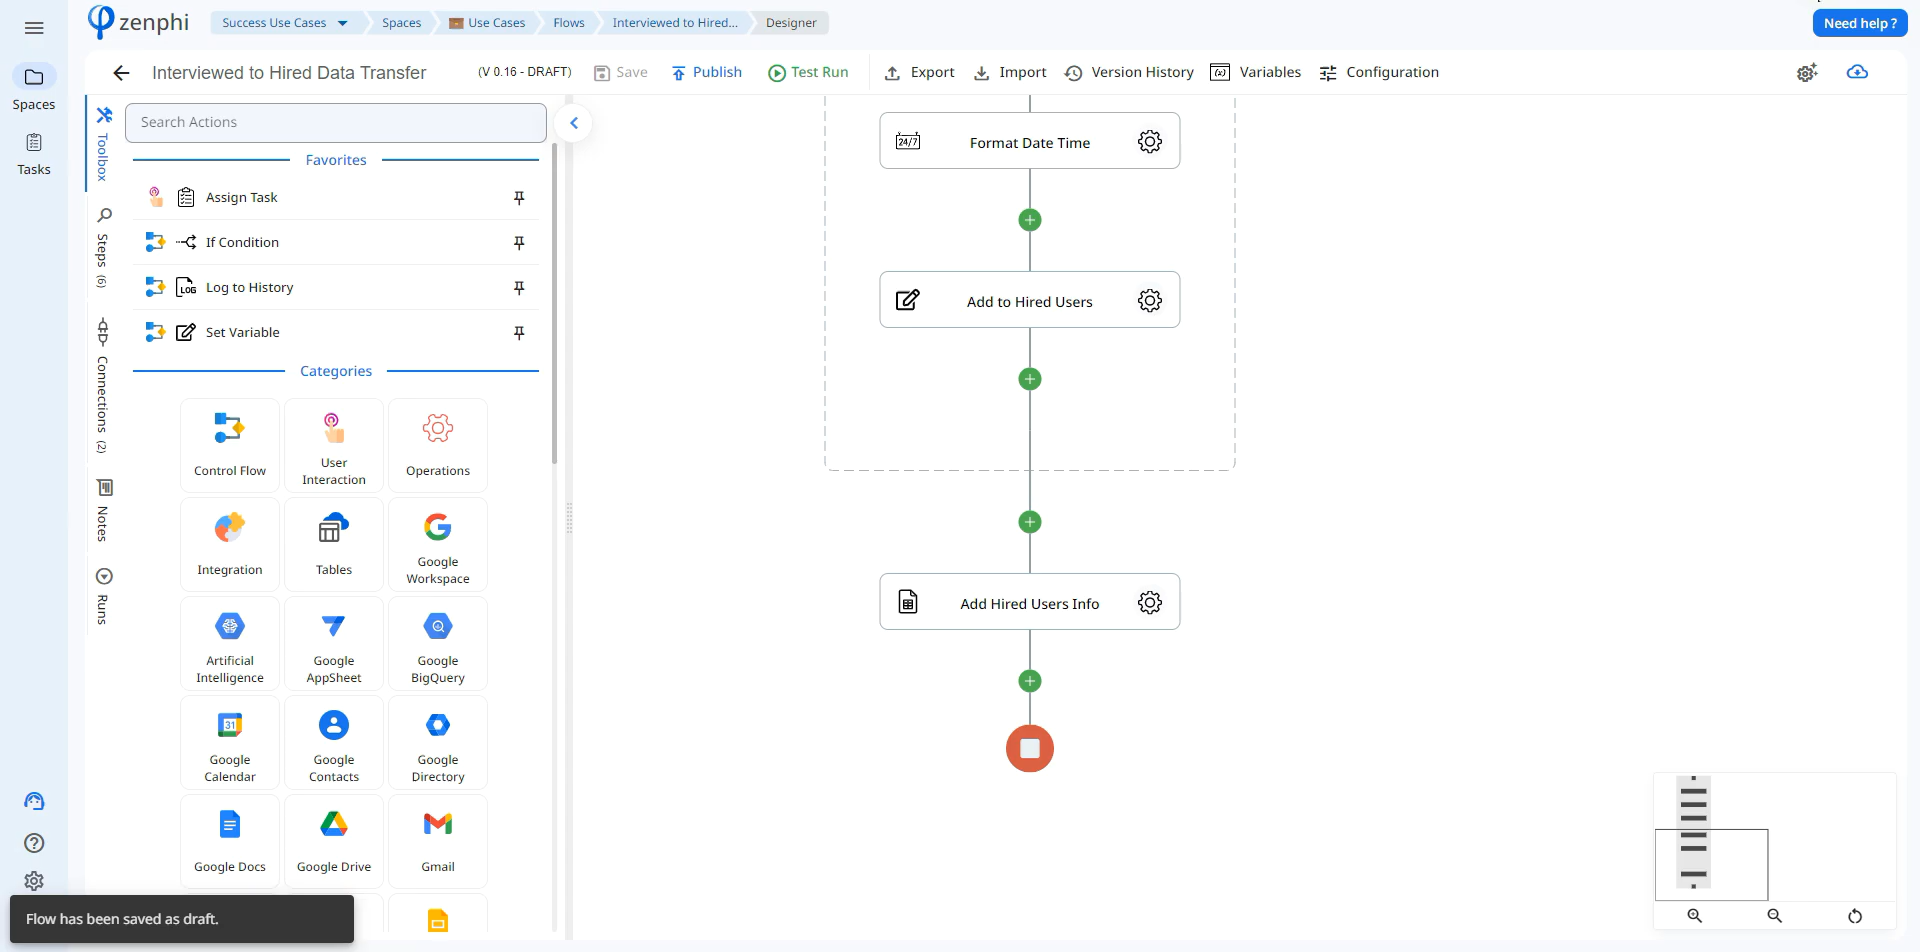 zenphi
Success Use Cases
Spaces
Use Cases
Flows
Interviewed to Hired...
Designer
Need help ?
Interviewed to Hired Data Transfer
(V 0.16 - DRAFT)
Save
Publish
Test Run
Export
Import
Version History
Variables
Configuration
Spaces
Tasks
Toolbox
Steps (6)
Connections (2)
Notes
Runs
Search Actions
Favorites
Assign Task
If Condition
LOG
Log to History
Set Variable
Categories
Control Flow
User
Interaction
Operations
Integration
Tables
Google
Workspace
Artificial
Intelligence
Google
AppSheet
Google
BigQuery
31
Google
Calendar
Google
Contacts
Google
Directory
Google Docs
Google Drive
Gmail
24/7
Format Date Time
Add to Hired Users
Add Hired Users Info
Flow has been saved as draft.